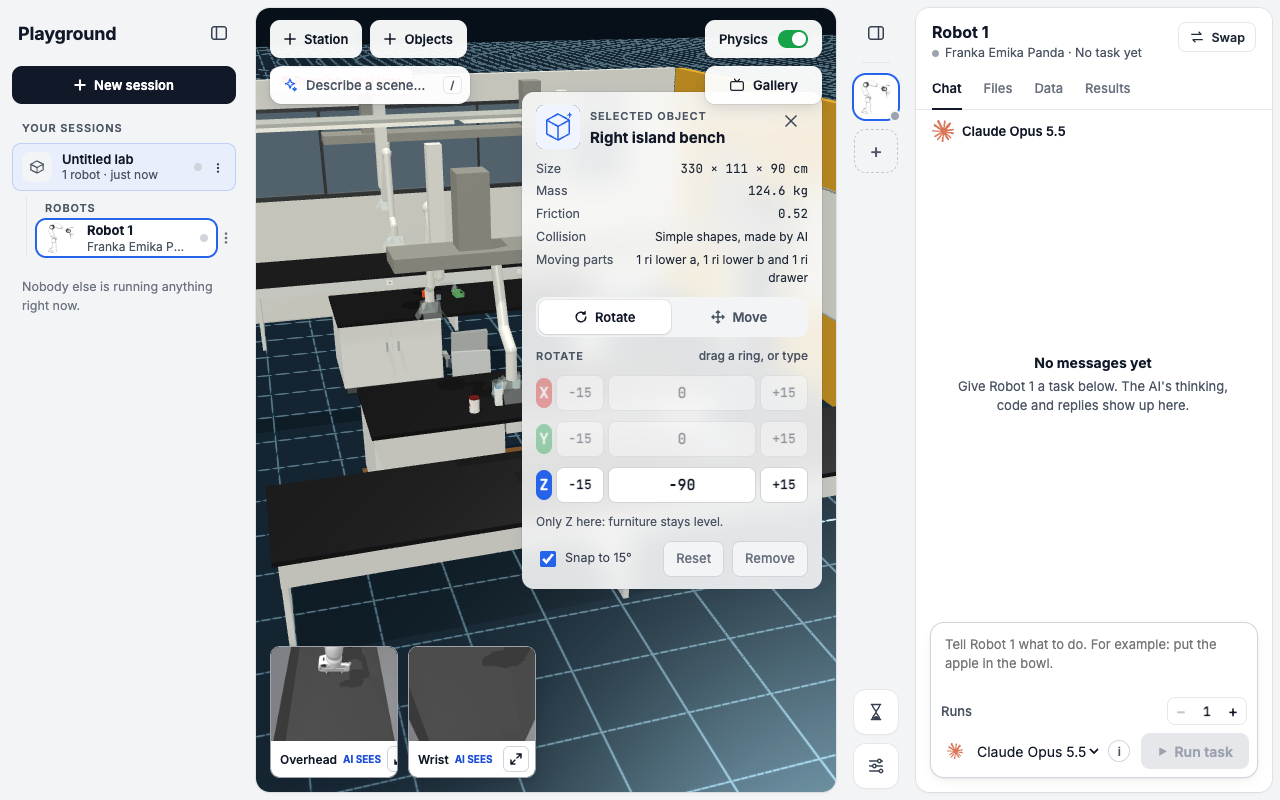 Playground
New session
YOUR SESSIONS
Untitled lab
1 robot · just now
ROBOTS
Robot 1
Franka Emika P...
Nobody else is running anything
right now.
Station
Objects
Describe a scene...
/
Physics
Gallery
SELECTED OBJECT
Right island bench
Size 330 × 111 × 90 cm
Mass 124.6 kg
Friction 0.52
Collision Simple shapes, made by AI
Moving parts 1 ri lower a, 1 ri lower b and 1 ri
drawer
Rotate
Move
ROTATE drag a ring, or type
X -15 0 +15
Y -15 0 +15
Z -15 -90 +15
Only Z here: furniture stays level.
Snap to 15°
Reset
Remove
Overhead AI SEES
Wrist AI SEES
Robot 1
Franka Emika Panda · No task yet
Swap
Chat Files Data Results
Claude Opus 5.5
No messages yet
Give Robot 1 a task below. The AI's thinking,
code and replies show up here.
Tell Robot 1 what to do. For example: put the
apple in the bowl.
Runs
− 1 +
Claude Opus 5.5
i
Run task